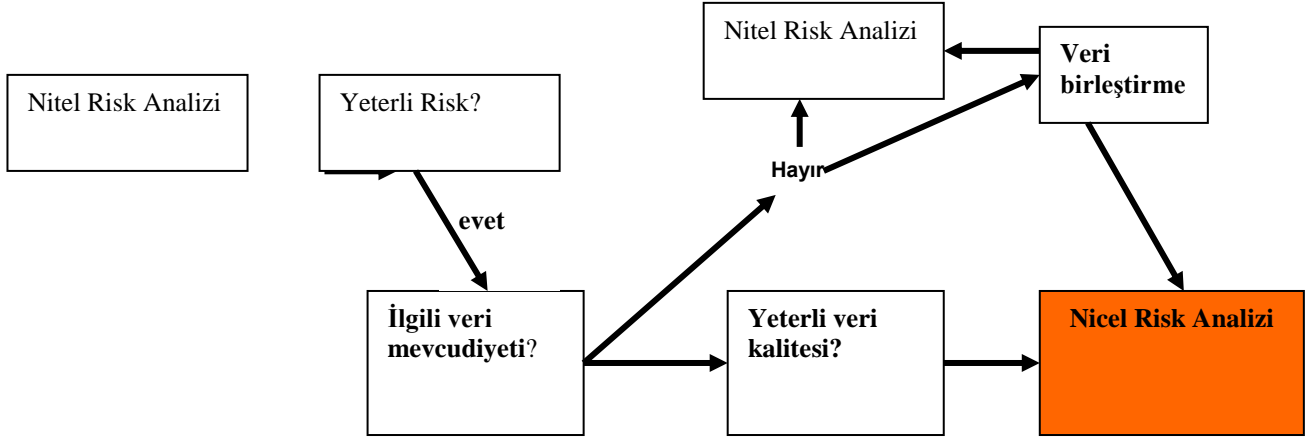 Nitel Risk Analizi
Yeterli Risk?
Nitel Risk Analizi
Veri
birleştirme
Hayır
evet
İlgili veri
mevcudiyeti?
Yeterli veri
kalitesi?
Nicel Risk Analizi